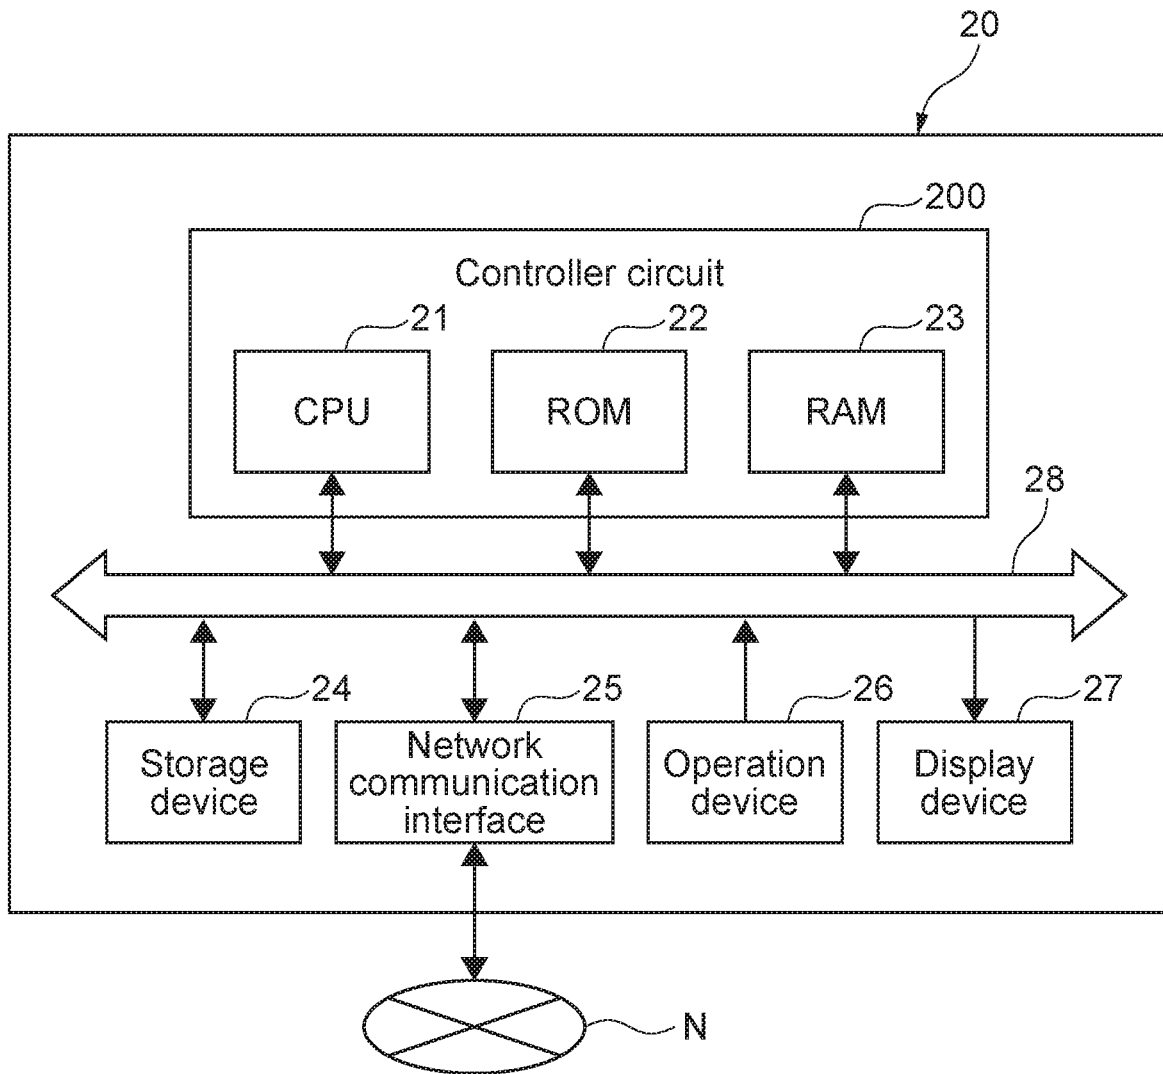 20
200
Controller circuit
21
22
23
CPU
ROM
RAM
28
24
25
26
27
Storage
device
Network
communication
interface
Operation
device
Display
device
N